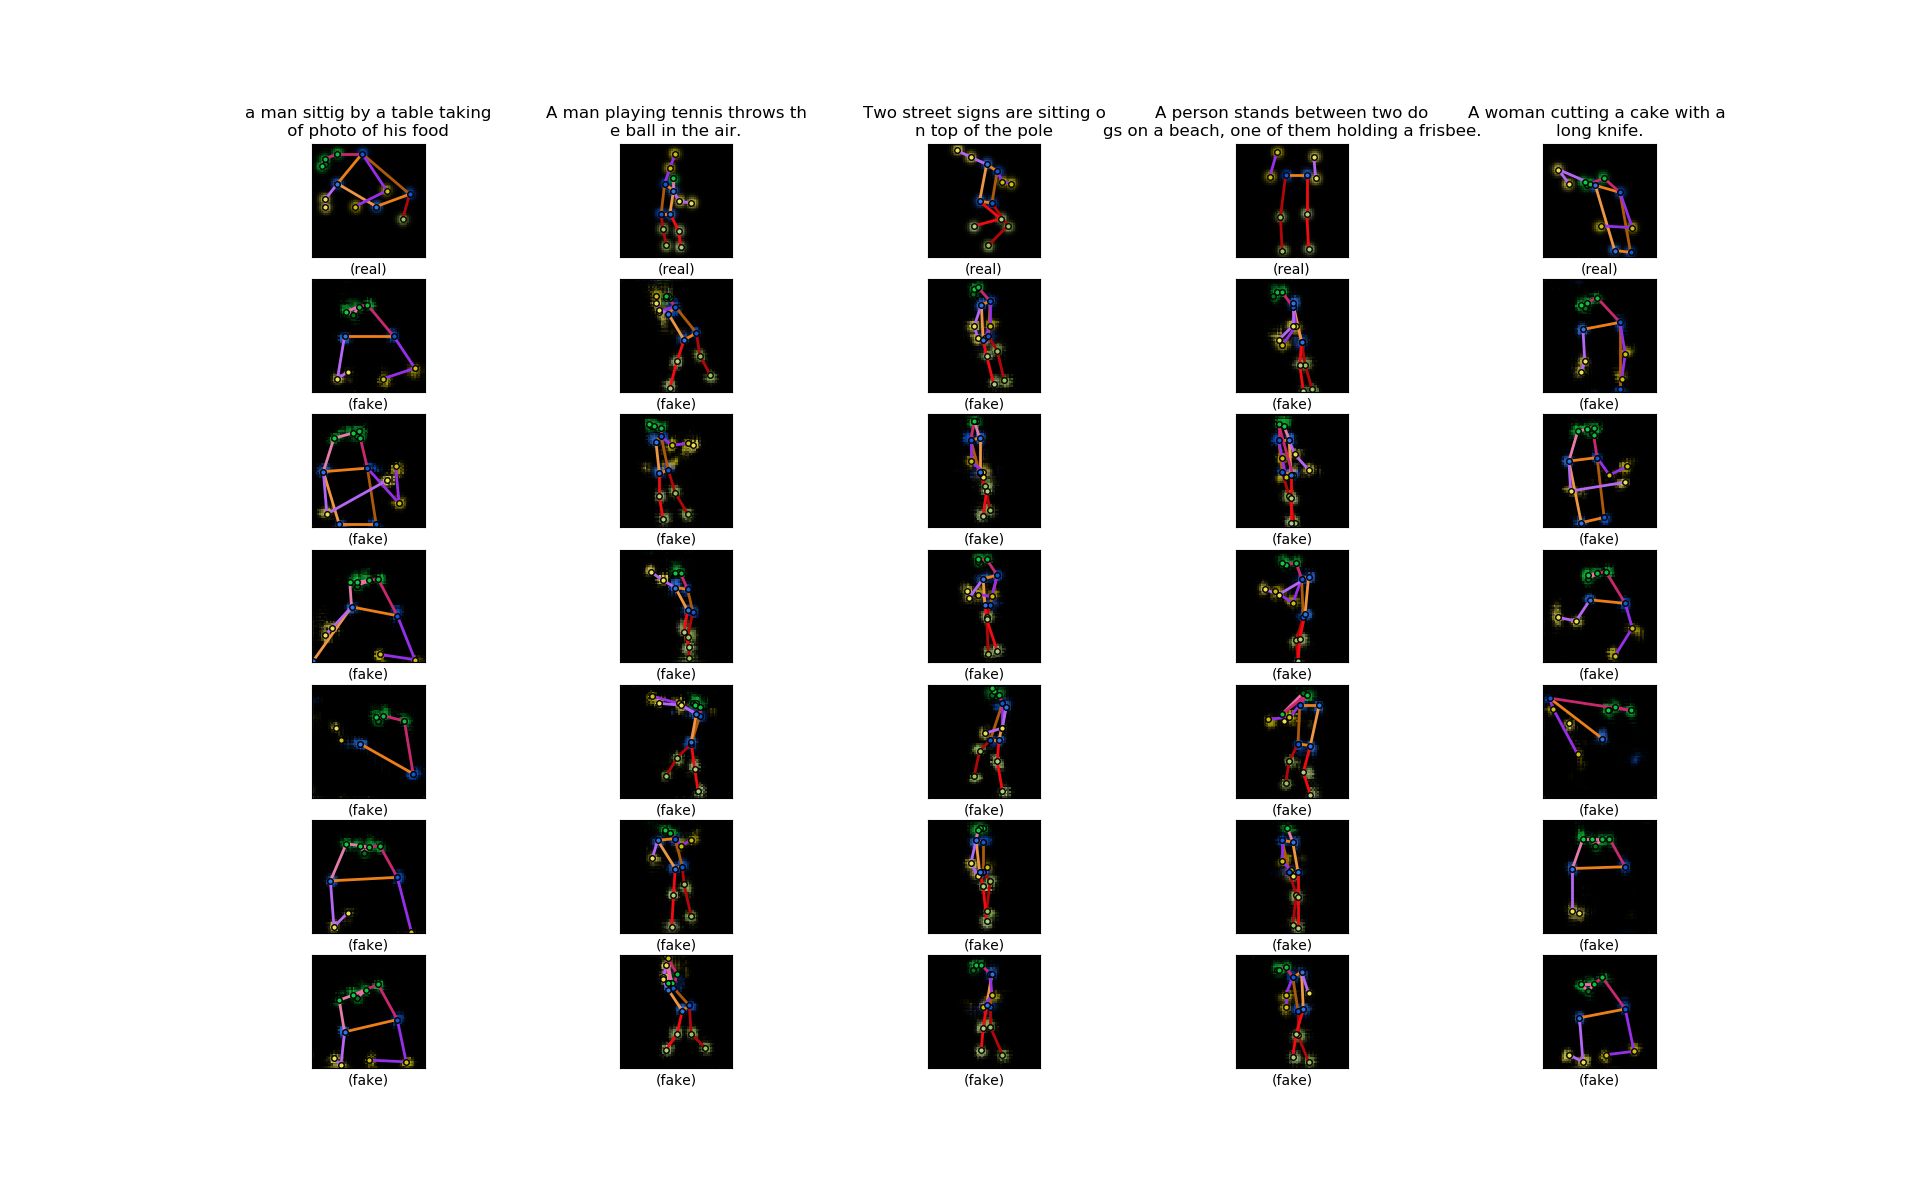 a man sittig by a table taking
of photo of his food
A man playing tennis throws th
e ball in the air.
Two street signs are sitting o
n top of the pole
A person stands between two do
gs on a beach, one of them holding a frisbee.
A woman cutting a cake with a
long knife.
(real) (real) (real) (real) (real)
(fake) (fake) (fake) (fake) (fake)
(fake) (fake) (fake) (fake) (fake)
(fake) (fake) (fake) (fake) (fake)
(fake) (fake) (fake) (fake) (fake)
(fake) (fake) (fake) (fake) (fake)
(fake) (fake) (fake) (fake) (fake)